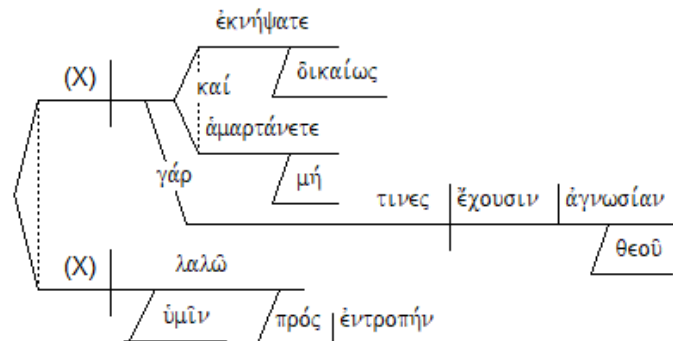 ἐκνήψατε
(X) καί δικαίως
ἁμαρτάνετε
γάρ μή
τινες ἔχουσιν ἀγνωσίαν
θεοῦ
(X) λαλῶ
ὑμῖν πρός ἐντροπήν